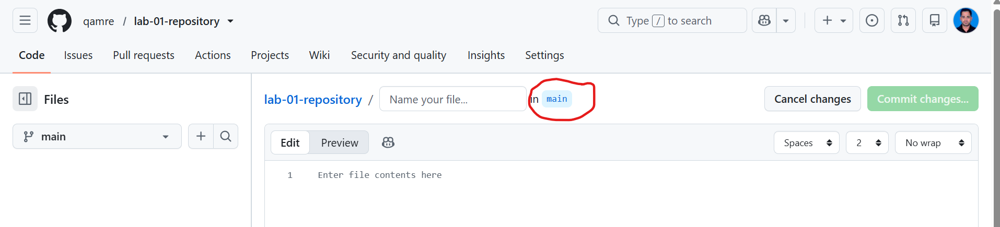 qamre / lab-01-repository Type / to search
Code Issues Pull requests Actions Projects Wiki Security and quality Insights Settings
Files
main
lab-01-repository / Name your file... in main Cancel changes Commit changes...
Edit Preview Spaces 2 No wrap
1 Enter file contents here